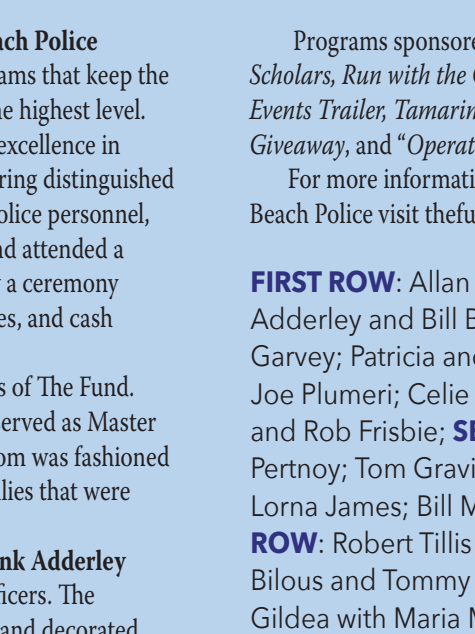 ach Police
ams that keep the
e highest level.
excellence in
ring distinguished
olice personnel,
nd attended a
a ceremony
es, and cash
s of The Fund.
served as Master
om was fashioned
lies that were
nk Adderley
ficers. The
and decorated
Programs sponsore
Scholars, Run with the
Events Trailer, Tamarin
Giveaway, and “Operat
For more informati
Beach Police visit thefu
FIRST ROW: Allan
Adderley and Bill B
Garvey; Patricia and
Joe Plumeri; Celie
and Rob Frisbie; SE
Pertnoy; Tom Gravi
Lorna James; Bill M
ROW: Robert Tillis
Bilous and Tommy
Gildea with Maria M